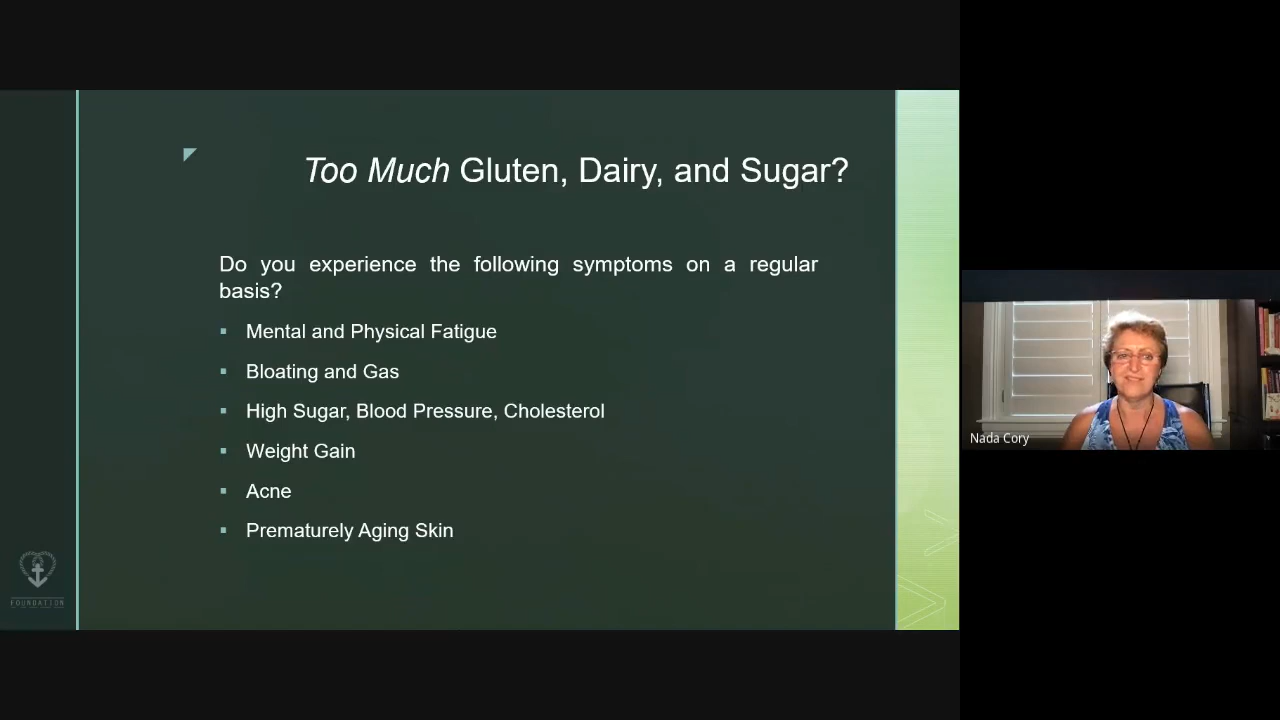 Too Much Gluten, Dairy, and Sugar?
Do you experience the following symptoms on a regular
basis?
▪ Mental and Physical Fatigue
▪ Bloating and Gas
▪ High Sugar, Blood Pressure, Cholesterol
▪ Weight Gain
▪ Acne
▪ Prematurely Aging Skin
FOUNDATION
Nada Cory